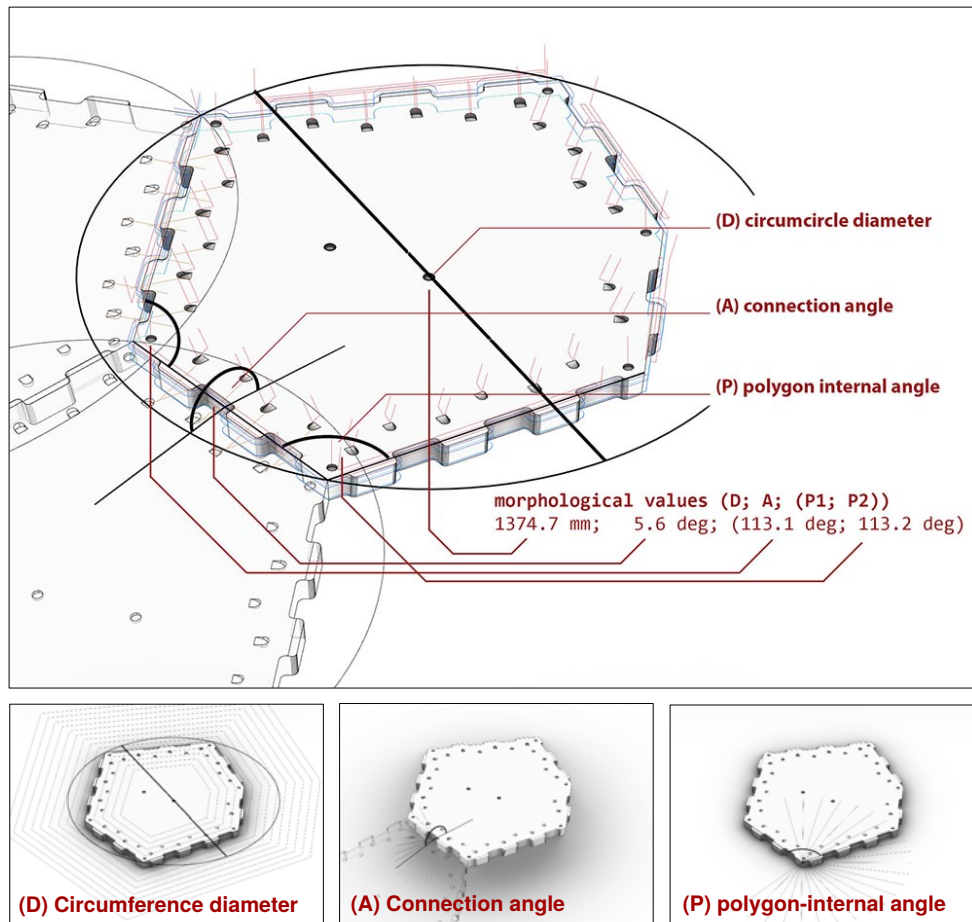 (D) circumcircle diameter
(A) connection angle
(P) polygon internal angle
morphological values (D; A; (P1; P2))
1374.7 mm; 5.6 deg; (113.1 deg; 113.2 deg)
(D) Circumference diameter
(A) Connection angle
(P) polygon-internal angle